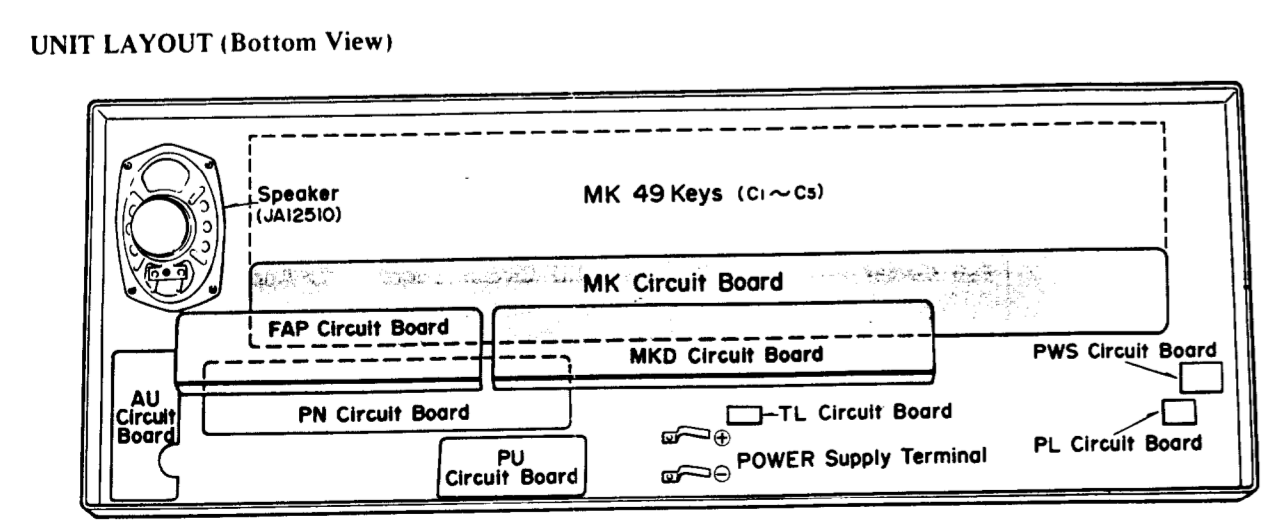 UNIT LAYOUT (Bottom View)
Speaker
(JA12510)
MK 49 Keys (C1～C5)
MK Circuit Board
FAP Circuit Board
MKD Circuit Board
PWS Circuit Board
AU
Circuit
Board
PN Circuit Board
TL Circuit Board
PL Circuit Board
⊕
POWER Supply Terminal
⊖
PU
Circuit Board